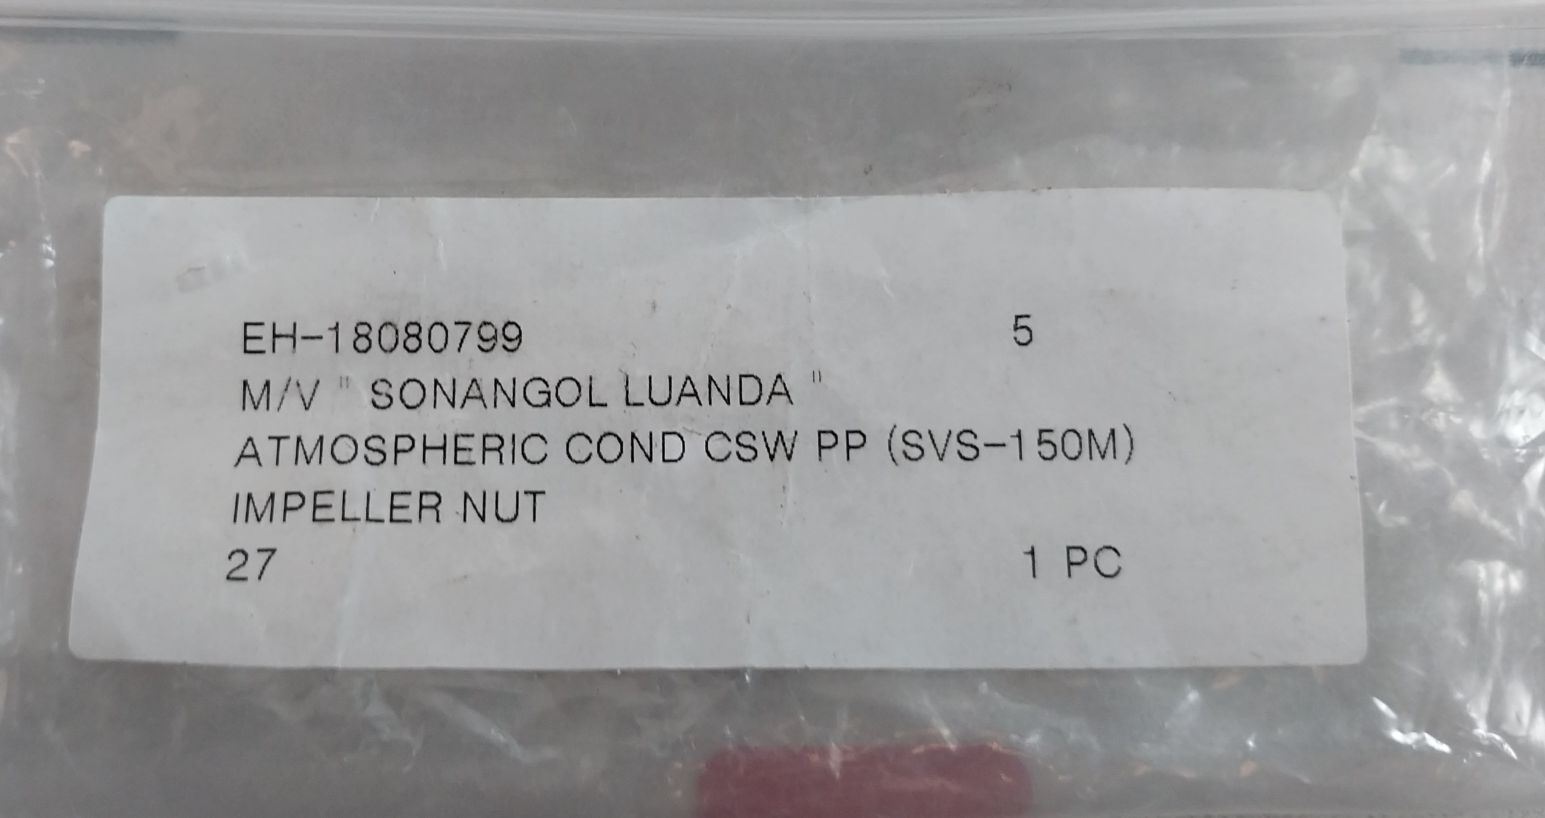 EH-18080799 5
M/V " SONANGOL LUANDA "
ATMOSPHERIC COND CSW PP (SVS-150M)
IMPELLER NUT
27 1 PC